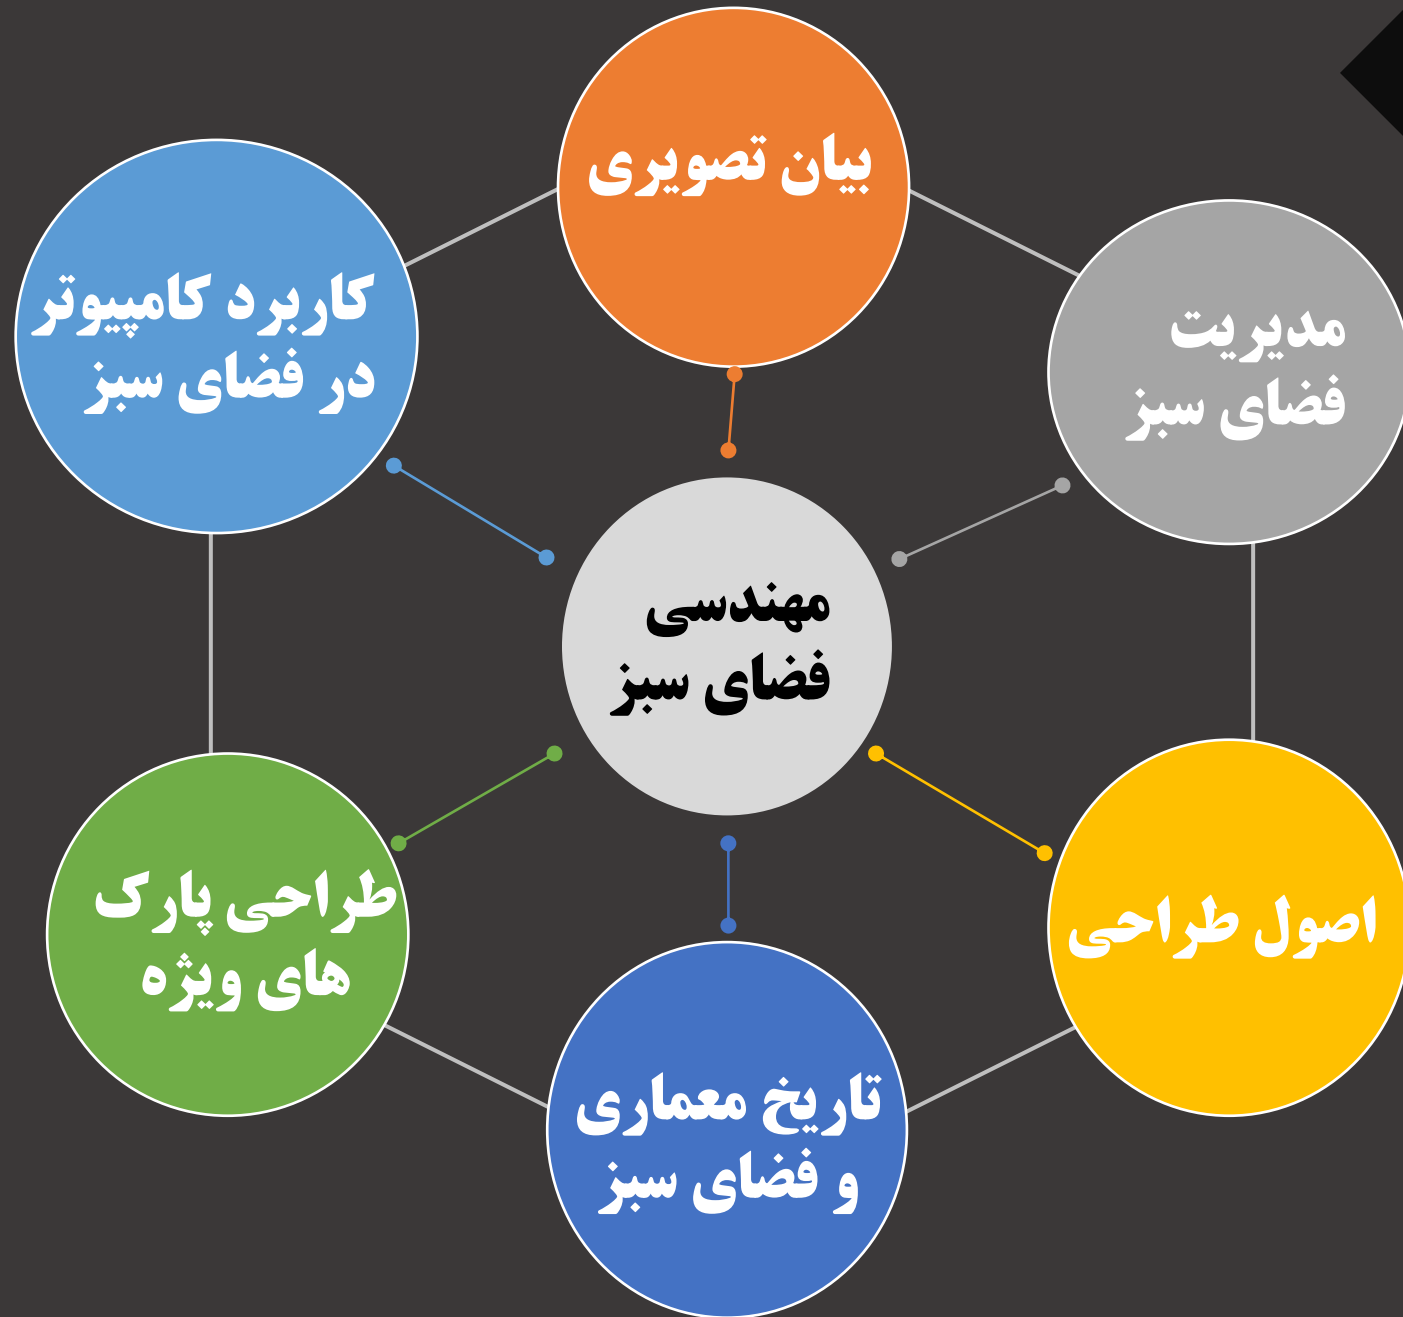 بیان تصویری
کاربرد کامپیوتر
در فضای سبز
مدیریت
فضای سبز
مهندسی
فضای سبز
طراحی پارک
های ویژه
اصول طراحی
تاریخ معماری
و فضای سبز